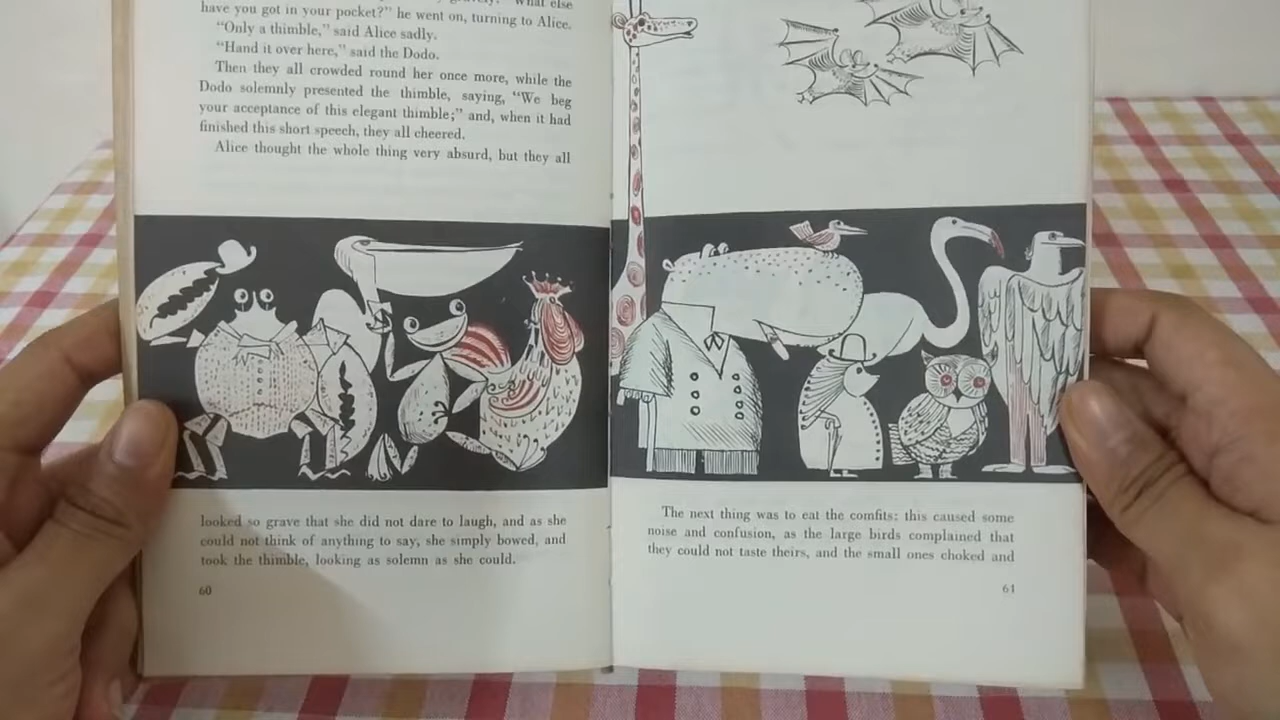 have you got in your pocket?" he went on, turning to Alice.
"Only a thimble," said Alice sadly.
"Hand it over here," said the Dodo.
Then they all crowded round her once more, while the
Dodo solemnly presented the thimble, saying, "We beg
your acceptance of this elegant thimble;" and, when it had
finished this short speech, they all cheered.
Alice thought the whole thing very absurd, but they all
looked so grave that she did not dare to laugh, and as she
could not think of anything to say, she simply bowed, and
took the thimble, looking as solemn as she could.
60
The next thing was to eat the comfits: this caused some
noise and confusion, as the large birds complained that
they could not taste theirs, and the small ones choked and
61